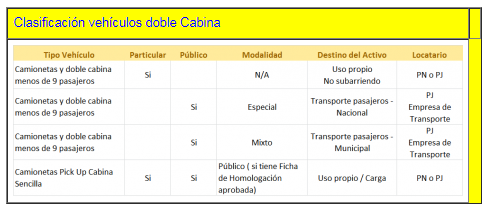 Clasificación vehículos doble Cabina
Tipo Vehículo Particular Público Modalidad Destino del Activo Locatario
Camionetas y doble cabina
menos de 9 pasajeros
Si
N/A
Uso propio
No subarriendo
PN o PJ
Camionetas y doble cabina
menos de 9 pasajeros
Si
Especial
Transporte pasajeros -
Nacional
PJ
Empresa de
Transporte
Camionetas y doble cabina
menos de 9 pasajeros
Si
Mixto
Transporte pasajeros -
Municipal
PJ
Empresa de
Transporte
Camionetas Pick Up Cabina
Sencilla
Si
Si
Público ( si tiene Ficha
de Homologación
aprobada)
Uso propio / Carga
PN o PJ